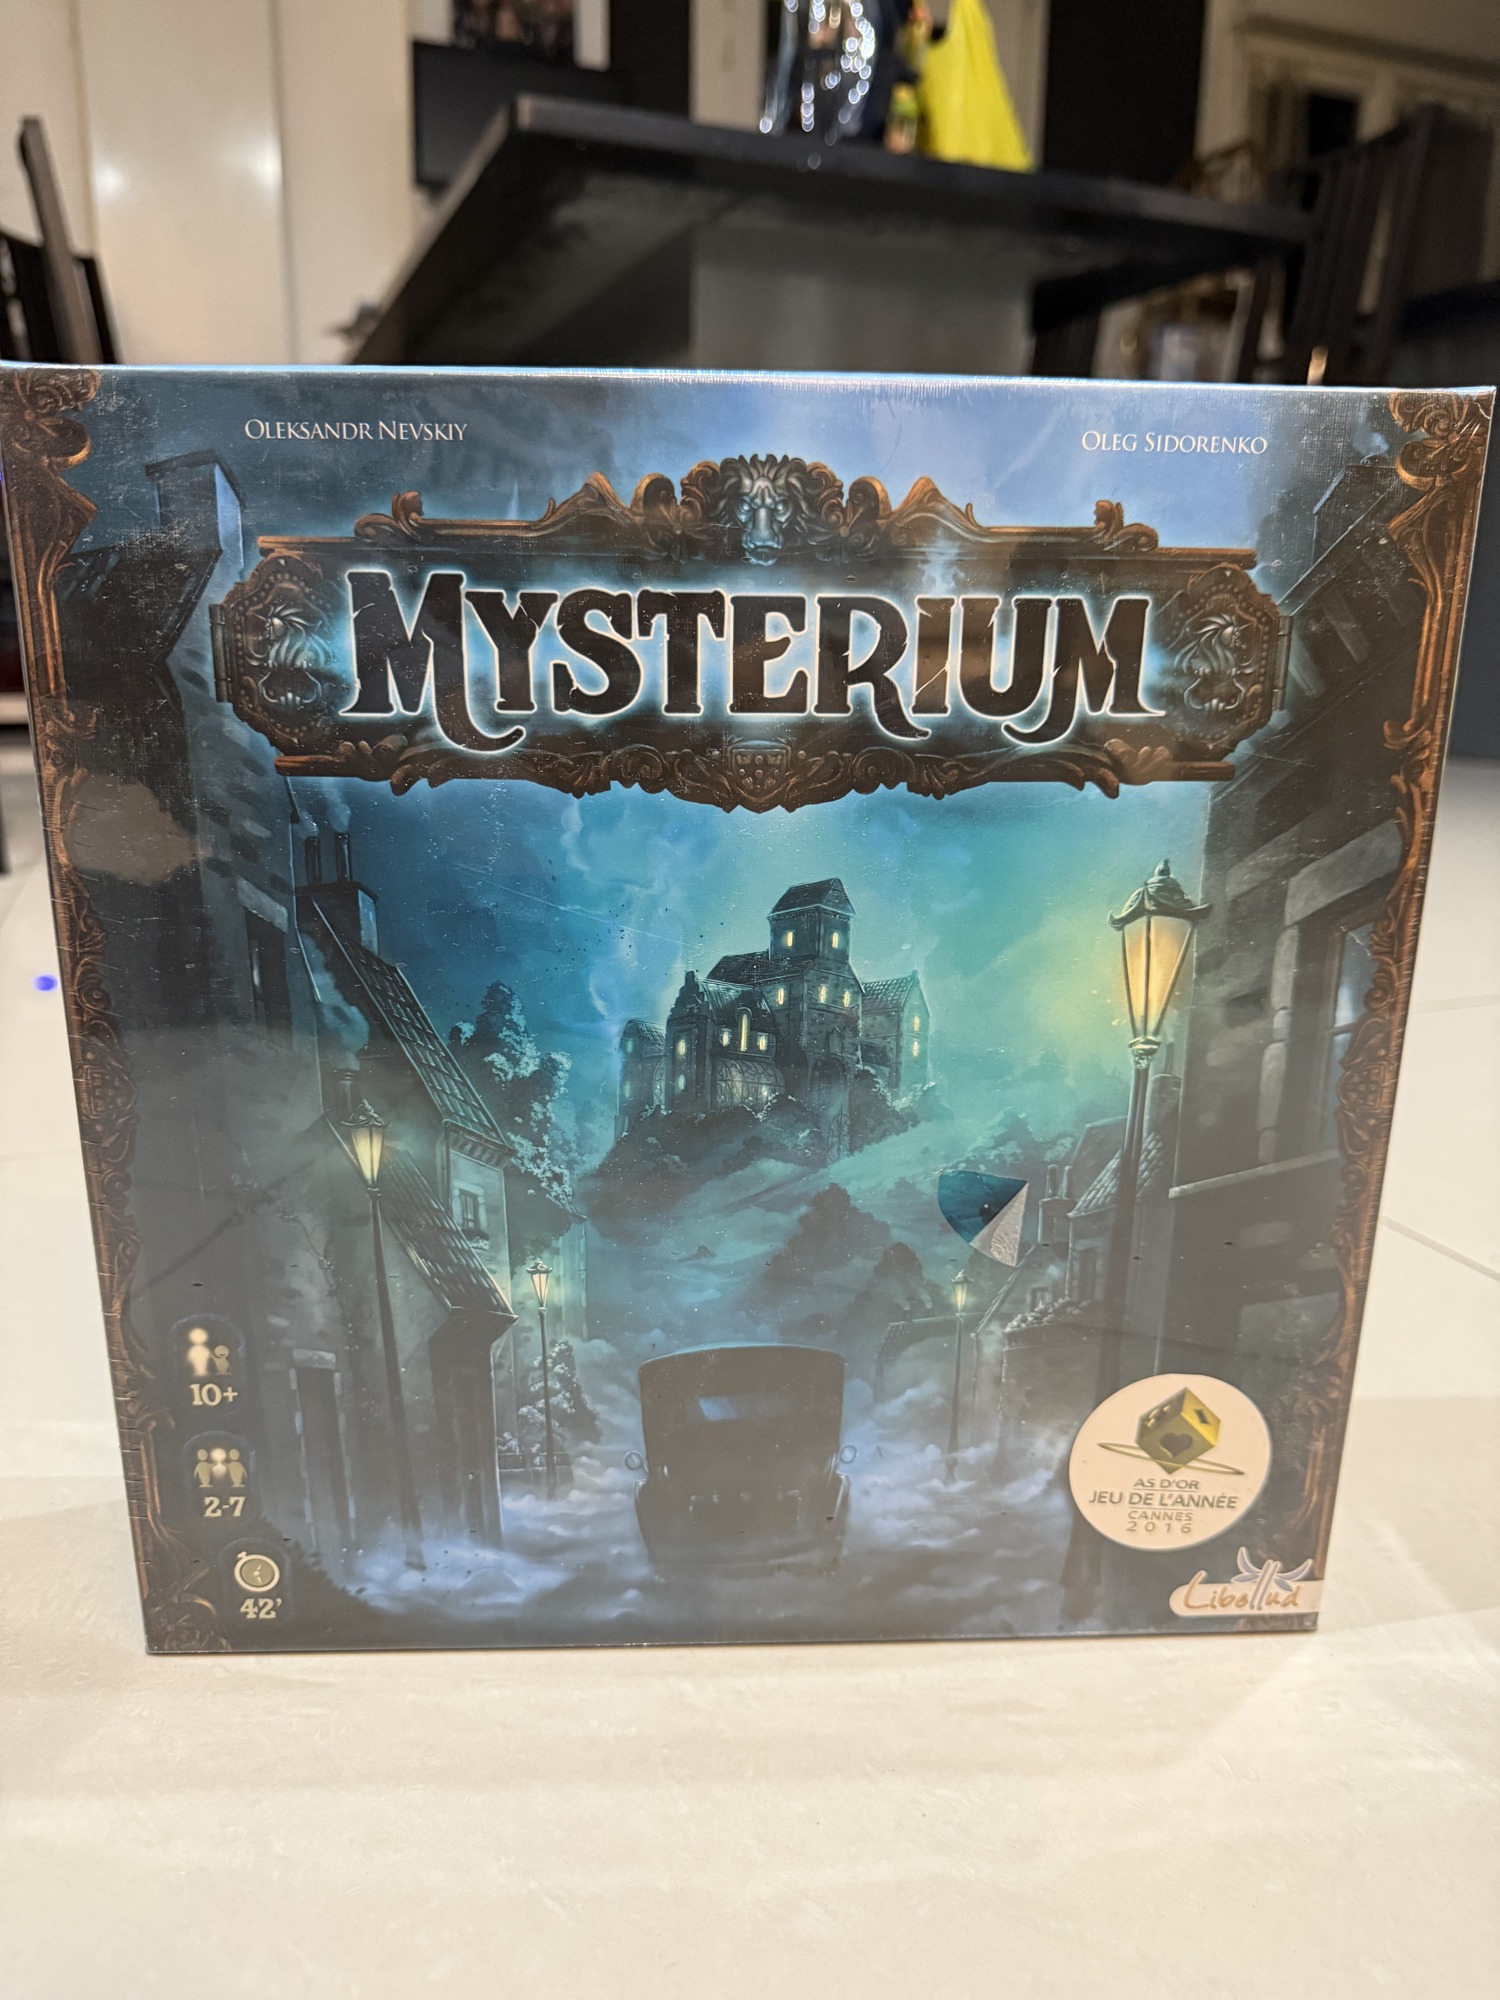 OLEKSANDR NEVSKIY
OLEG SIDORENKO
MYSTERIUM
10+
2-7
42'
AS D'OR
JEU DE L'ANNÉE
CANNES
2016
Libellud